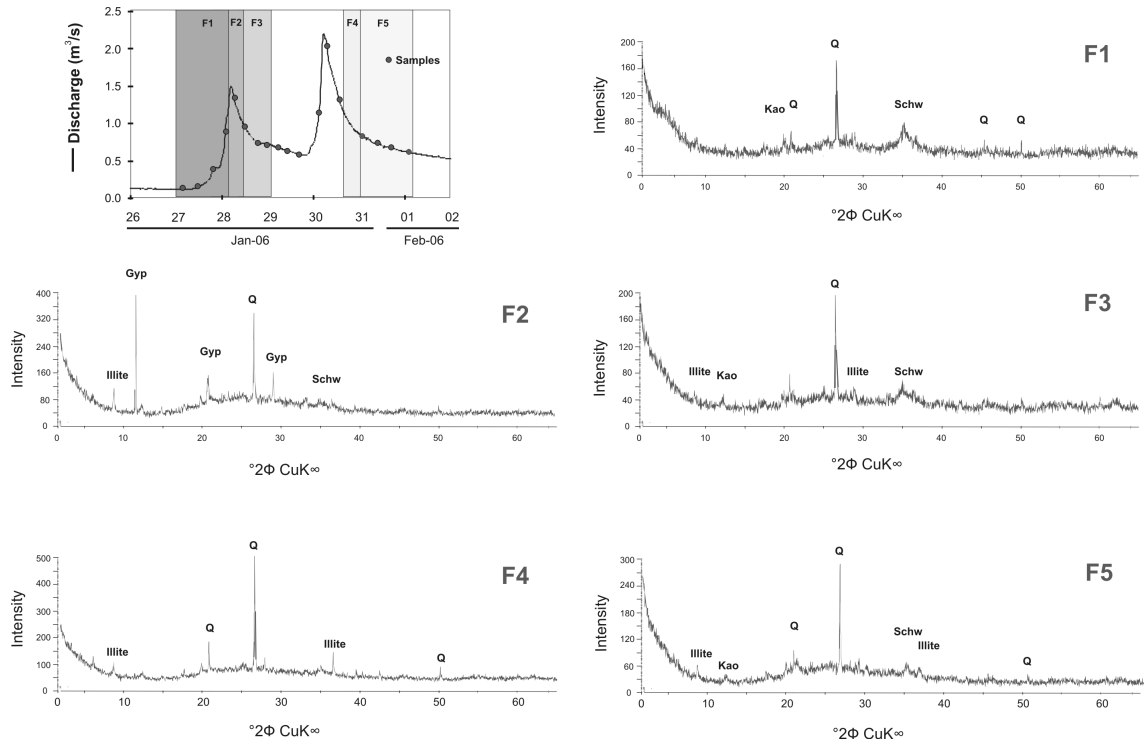 F1 F2 F3 F4 F5
Discharge (m³/s)
2.5
2.0
1.5
1.0
0.5
0.0
Samples
26 27 28 29 30 31 01 02
Jan-06 Feb-06
F1
Intensity
200
160
120
80
40
0
Q
Kao Q Schw Q Q
0 10 20 30 40 50 60
°2Φ CuK∞
F2
Intensity
400
320
240
160
80
0
Gyp
Q
Illite Gyp Gyp Schw
0 10 20 30 40 50 60
°2Φ CuK∞
F3
Intensity
200
160
120
80
40
0
Q
Illite Kao Illite Schw
0 10 20 30 40 50 60
°2Φ CuK∞
F4
Intensity
500
400
300
200
100
0
Q
Q
Illite Illite Q
0 10 20 30 40 50 60
°2Φ CuK∞
F5
Intensity
300
240
180
120
60
0
Q
Q Schw
Illite Kao Illite Q
0 10 20 30 40 50 60
°2Φ CuK∞